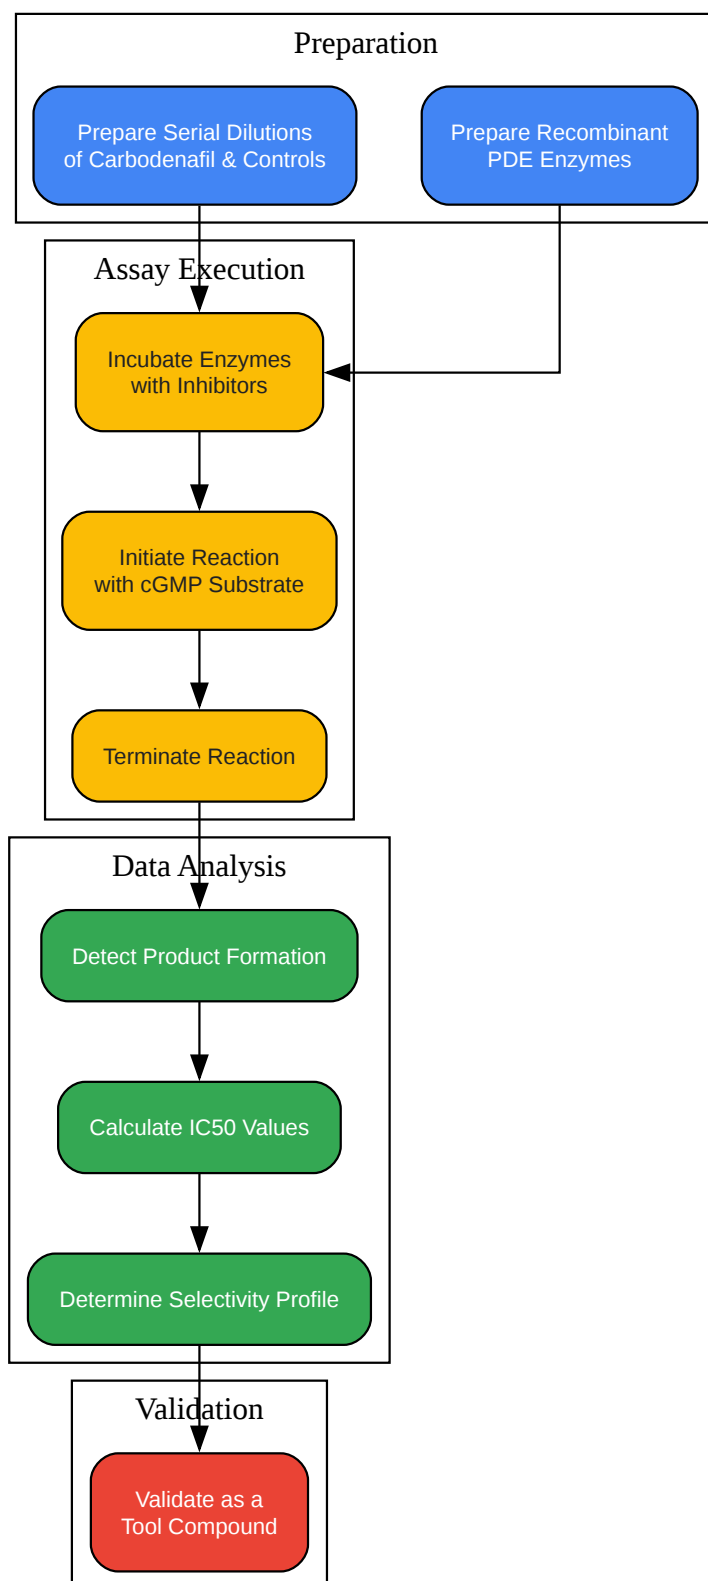 Preparation
Prepare Serial Dilutions
of Carbodenafil & Controls
Prepare Recombinant
PDE Enzymes
Assay Execution
Incubate Enzymes
with Inhibitors
Initiate Reaction
with cGMP Substrate
Terminate Reaction
Data Analysis
Detect Product Formation
Calculate IC50 Values
Determine Selectivity Profile
Validation
Validate as a
Tool Compound